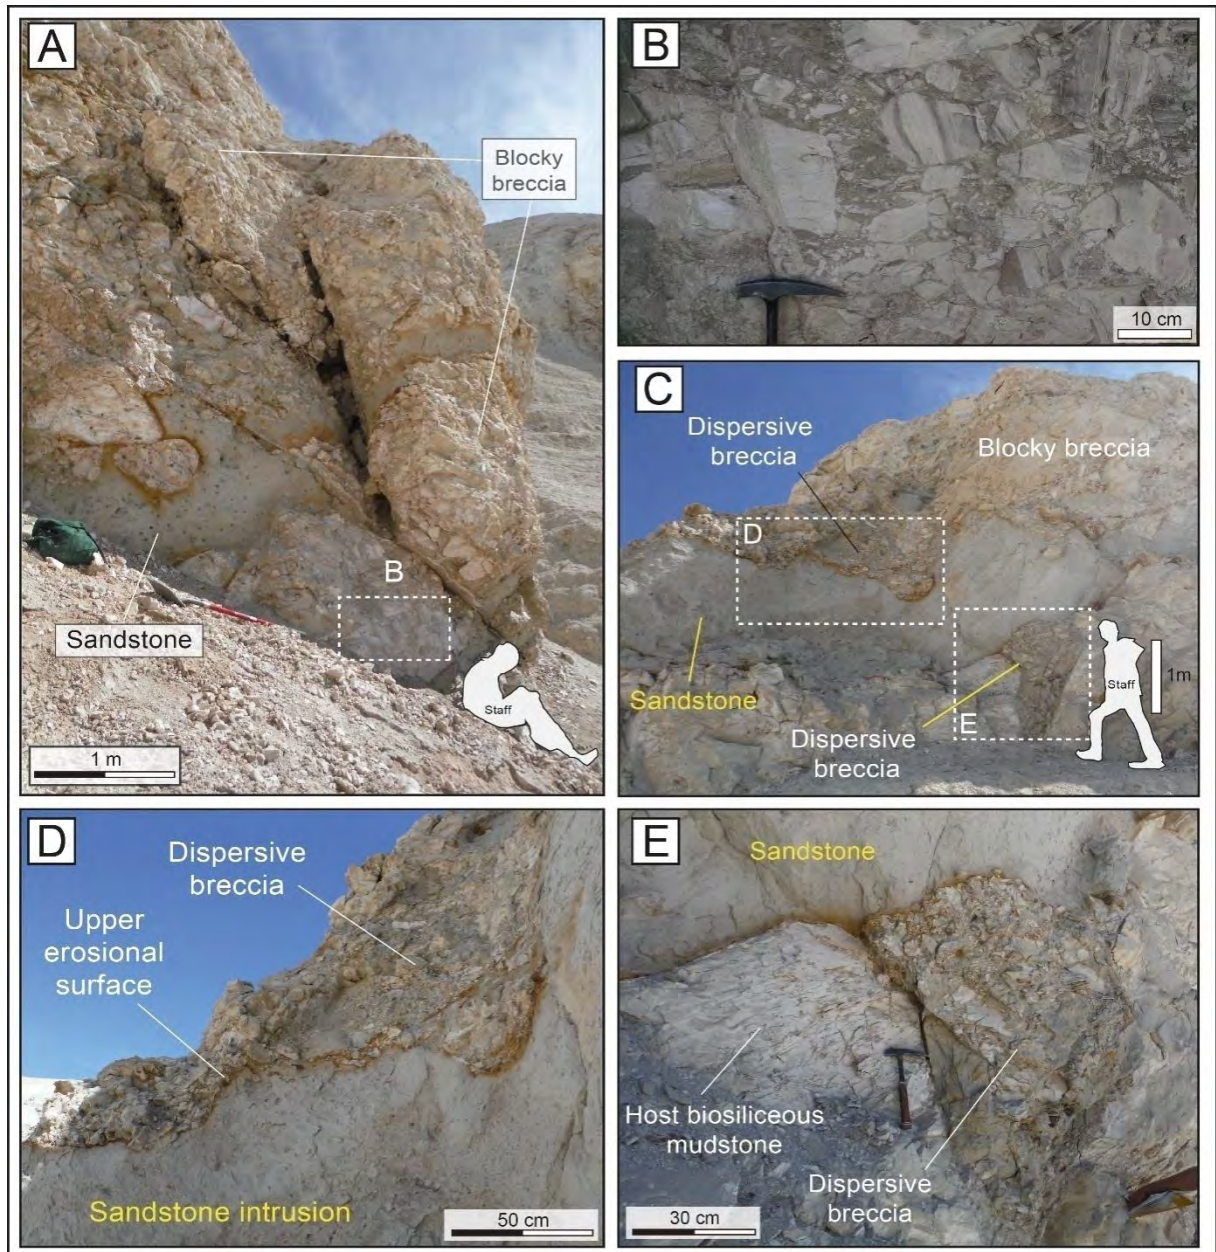 A
Blocky
breccia
B
Sandstone
Staff
1 m
B
10 cm
C
Dispersive
breccia
Blocky breccia
D
Sandstone
Staff
1m
Dispersive
breccia
E
D
Dispersive
breccia
Upper
erosional
surface
Sandstone intrusion
50 cm
E
Sandstone
Host biosiliceous
mudstone
Dispersive
breccia
30 cm